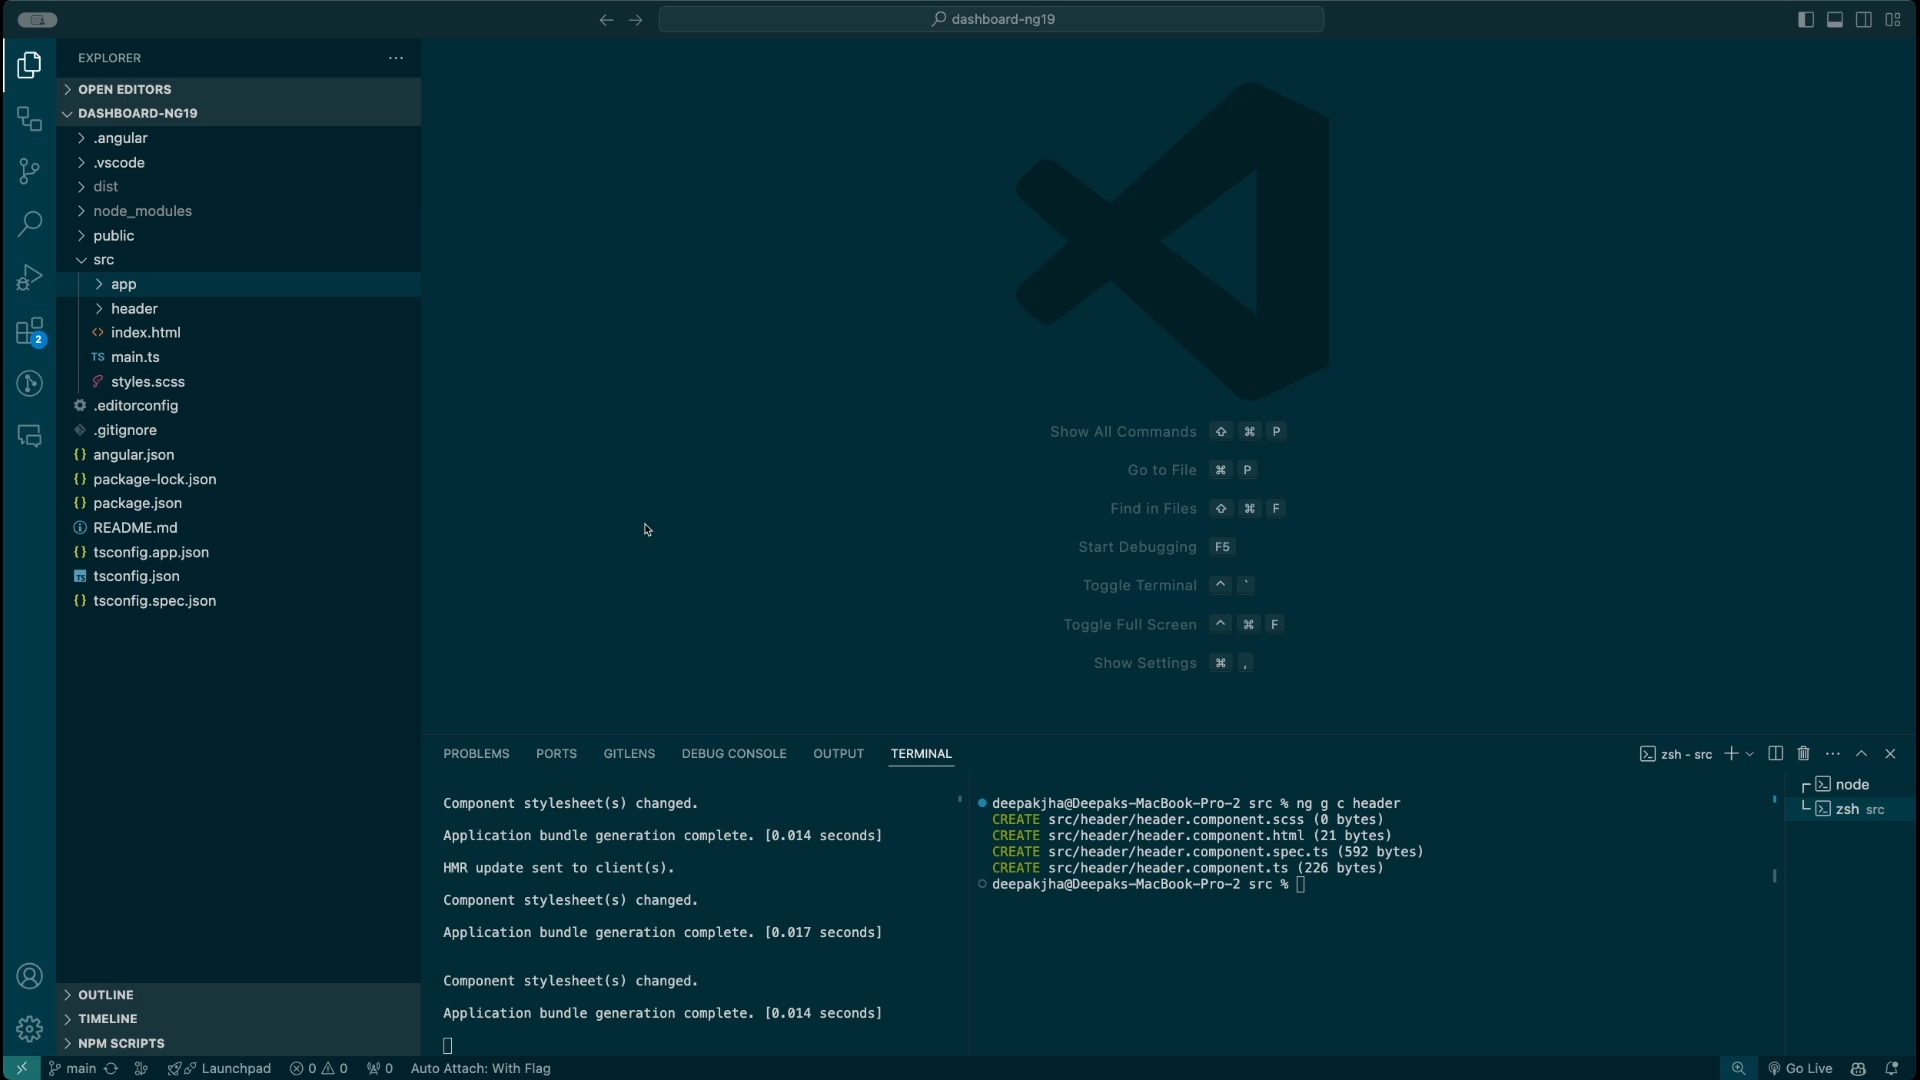 dashboard-ng19
EXPLORER
OPEN EDITORS
DASHBOARD-NG19
.angular
.vscode
dist
node_modules
public
src
app
header
<> index.html
TS main.ts
styles.scss
.editorconfig
.gitignore
{} angular.json
{} package-lock.json
{} package.json
README.md
{} tsconfig.app.json
TS tsconfig.json
{} tsconfig.spec.json
2
OUTLINE
TIMELINE
NPM SCRIPTS
Show All Commands ⇧ ⌘ P
Go to File ⌘ P
Find in Files ⇧ ⌘ F
Start Debugging F5
Toggle Terminal ^ `
Toggle Full Screen ^ ⌘ F
Show Settings ⌘ ,
PROBLEMS PORTS GITLENS DEBUG CONSOLE OUTPUT TERMINAL
zsh - src
Component stylesheet(s) changed.
Application bundle generation complete. [0.014 seconds]
HMR update sent to client(s).
Component stylesheet(s) changed.
Application bundle generation complete. [0.017 seconds]
Component stylesheet(s) changed.
Application bundle generation complete. [0.014 seconds]
deepakjha@Deepaks-MacBook-Pro-2 src % ng g c header
CREATE src/header/header.component.scss (0 bytes)
CREATE src/header/header.component.html (21 bytes)
CREATE src/header/header.component.spec.ts (592 bytes)
CREATE src/header/header.component.ts (226 bytes)
deepakjha@Deepaks-MacBook-Pro-2 src %
node
zsh src
main Launchpad 0 0 0 Auto Attach: With Flag Go Live